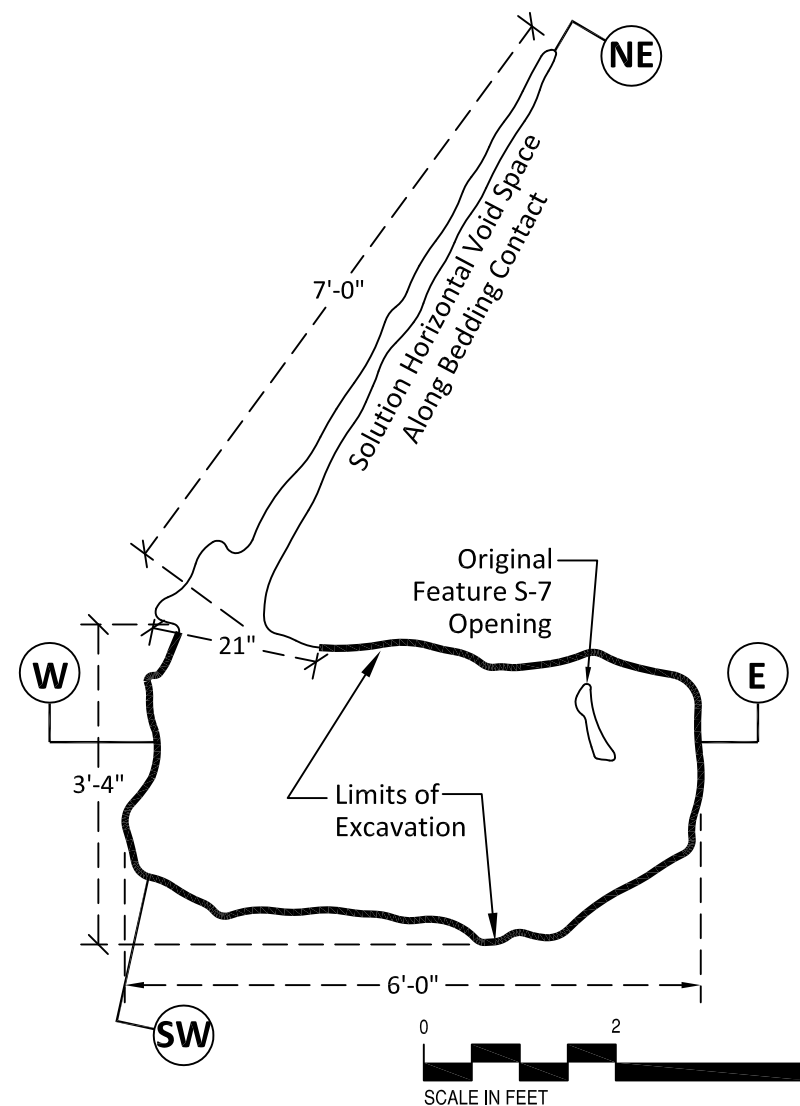 NE
7'-0"
Solution Horizontal Void Space
Along Bedding Contact
Original
Feature S-7
Opening
21"
W
E
3'-4"
Limits of
Excavation
6'-0"
SW
0 2
SCALE IN FEET